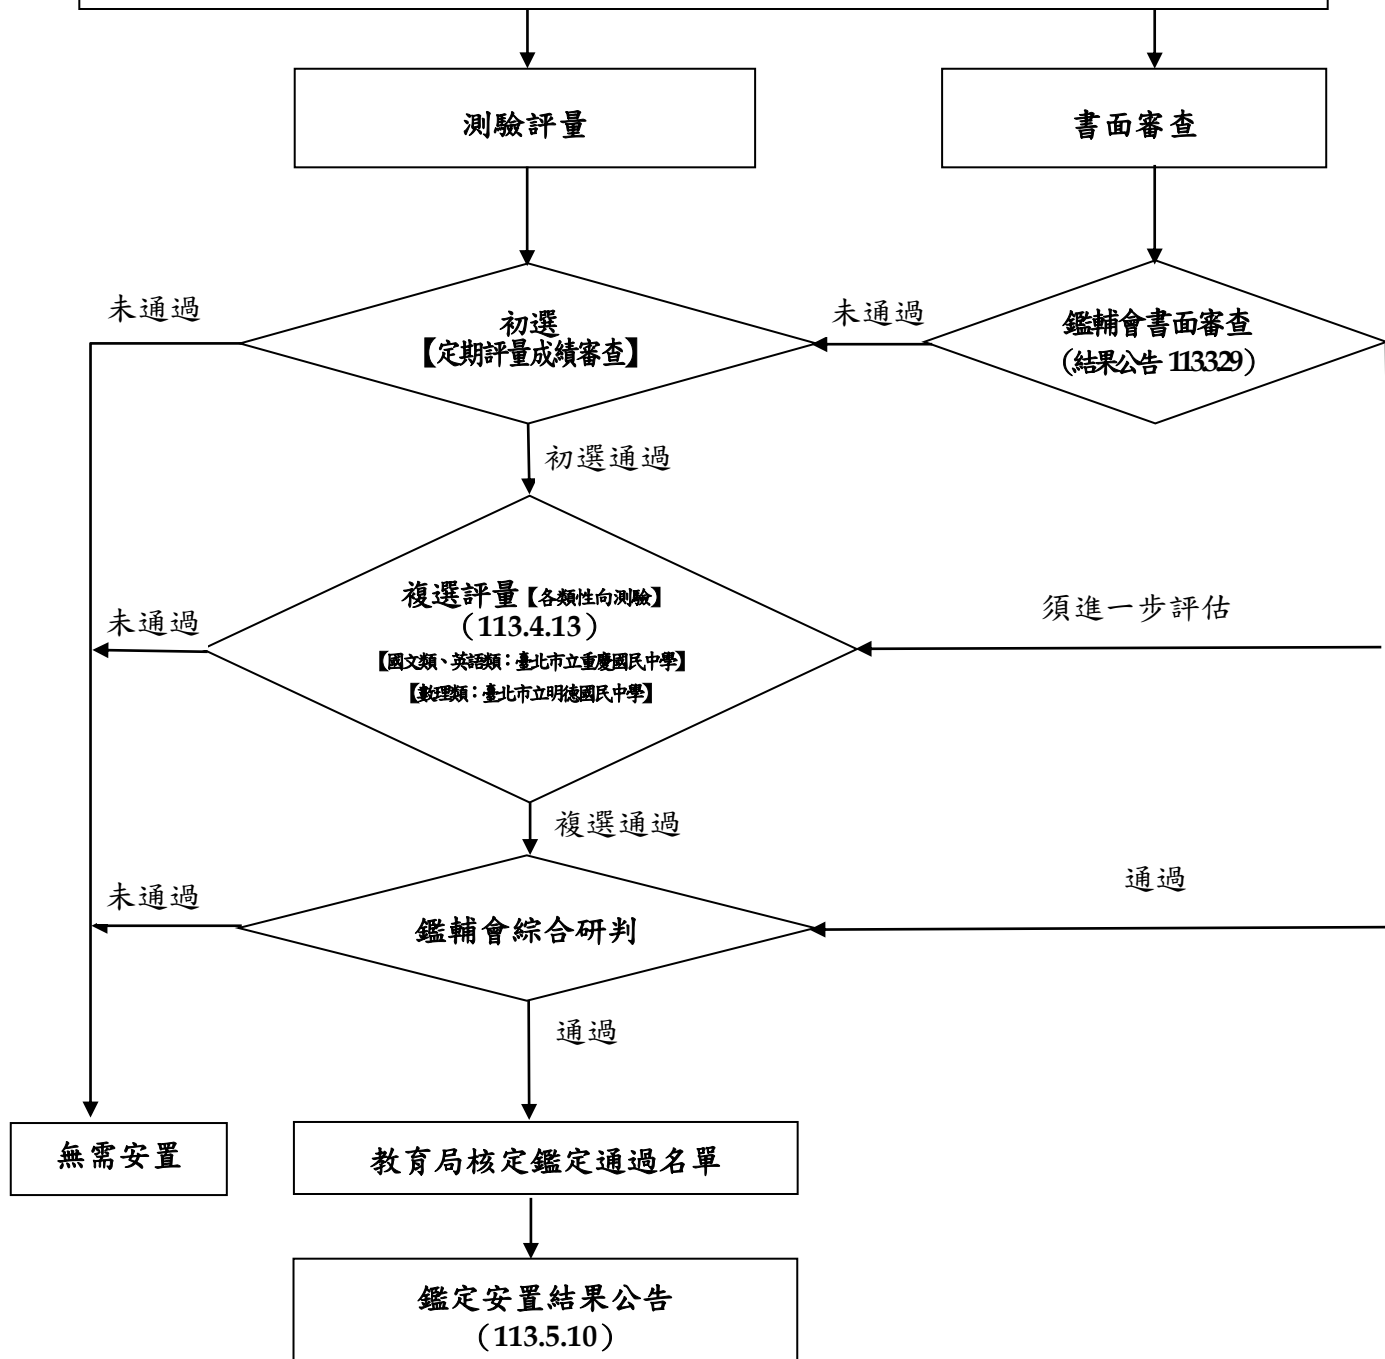 測驗評量
書面審查
未通過
初選
【定期評量成績審查】
未通過
鑑輔會書面審查
(結果公告 113.3.29)
初選通過
複選評量【各類性向測驗】
（113.4.13）
【國文類、英語類：臺北市立重慶國民中學】
【數理類：臺北市立明德國民中學】
未通過
須進一步評估
複選通過
未通過
鑑輔會綜合研判
通過
通過
無需安置
教育局核定鑑定通過名單
鑑定安置結果公告
（113.5.10）